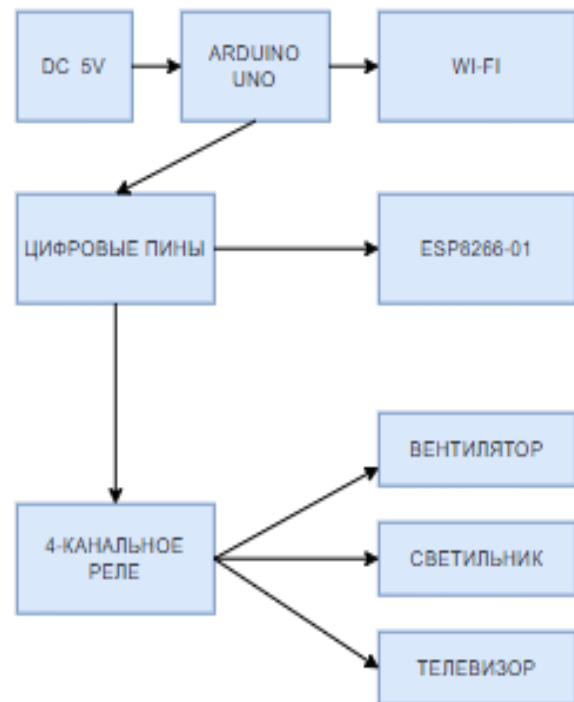 DC 5V
ARDUINO
UNO
WI-FI
ЦИФРОВЫЕ ПИНЫ
ESP8266-01
ВЕНТИЛЯТОР
4-КАНАЛЬНОЕ
РЕЛЕ
СВЕТИЛЬНИК
ТЕЛЕВИЗОР